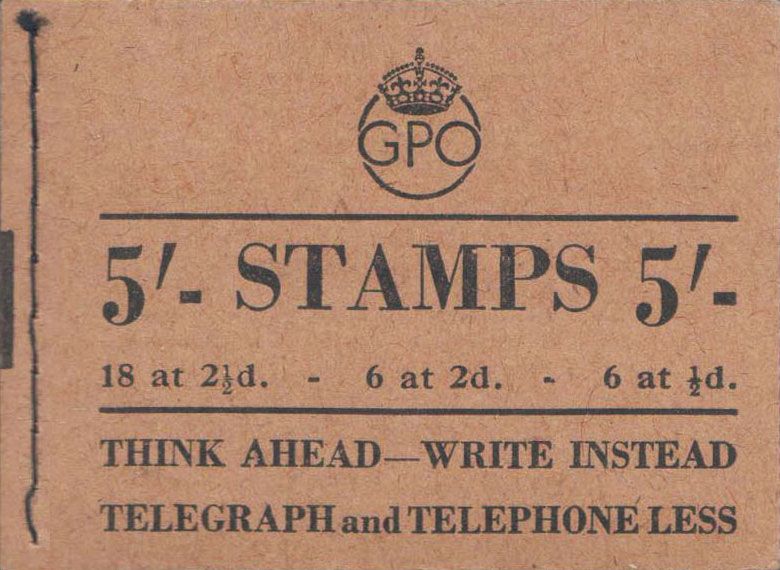 GPO
5/- STAMPS 5/-
18 at 2½d. - 6 at 2d. - 6 at ½d.
THINK AHEAD—WRITE INSTEAD
TELEGRAPH and TELEPHONE LESS